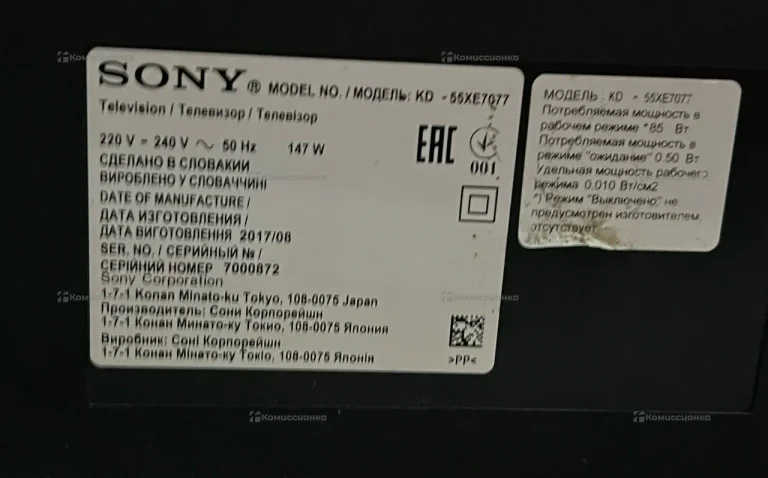 SONY ® MODEL NO. / МОДЕЛЬ: KD - 55XE7077
Television / Телевизор / Телевізор
220 V - 240 V ~ 50 Hz 147 W
СДЕЛАНО В СЛОВАКИИ
ВИРОБЛЕНО У СЛОВАЧЧИНІ
DATE OF MANUFACTURE /
ДАТА ИЗГОТОВЛЕНИЯ /
ДАТА ВИГОТОВЛЕННЯ 2017/08
SER. NO. / СЕРИЙНЫЙ № /
СЕРІЙНИЙ НОМЕР 7000872
Sony Corporation
1-7-1 Konan Minato-ku Tokyo, 108-0075 Japan
Производитель: Сони Корпорейшн
1-7-1 Конан Минато-ку Токио, 108-0075 Япония
Виробник: Соні Корпорейшн
1-7-1 Конан Мінато-ку Токіо, 108-0075 Японія
EAC
001
>PP<
МОДЕЛЬ : KD - 55XE7077
Потребляемая мощность в
рабочем режиме *85 Вт
Потребляемая мощность в
режиме "ожидание" 0.50 Вт
Удельная мощность рабочего
режима 0,010 Вт/см2
*) Режим "Выключено" не
предусмотрен изготовителем
отсутствует
Комиссионка
Комиссионка
Комиссионка
Комиссионка
Комиссионка
Комиссионка
Комиссионка